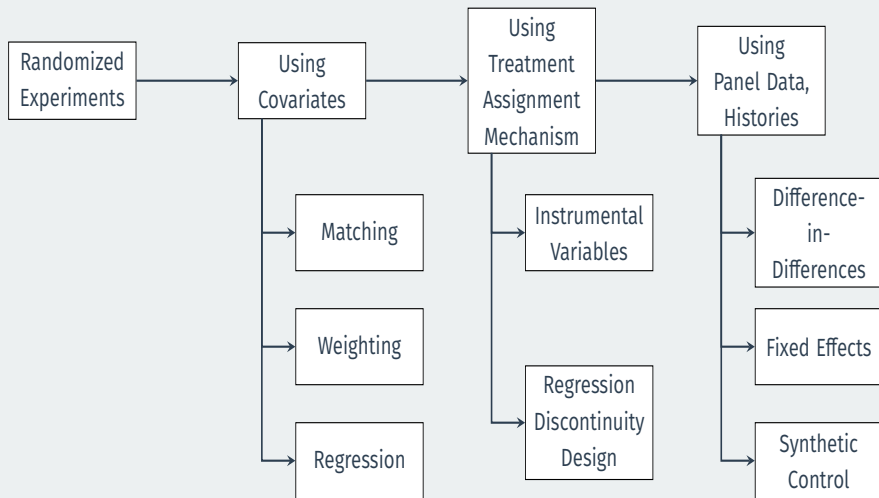 Randomized
Experiments
Using
Covariates
Using
Treatment
Assignment
Mechanism
Using
Panel Data,
Histories
Matching
Weighting
Regression
Instrumental
Variables
Regression
Discontinuity
Design
Difference-
in-
Differences
Fixed Effects
Synthetic
Control